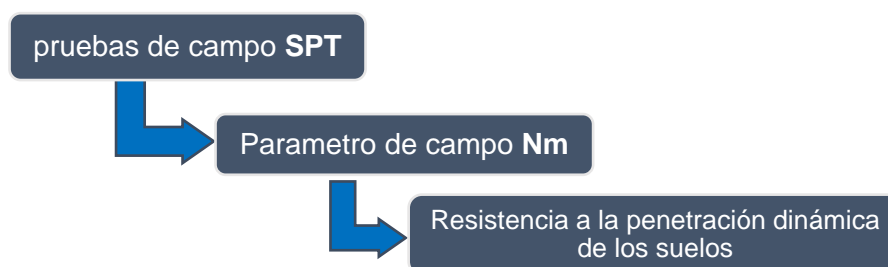 pruebas de campo SPT
Parametro de campo Nm
Resistencia a la penetración dinámica
de los suelos